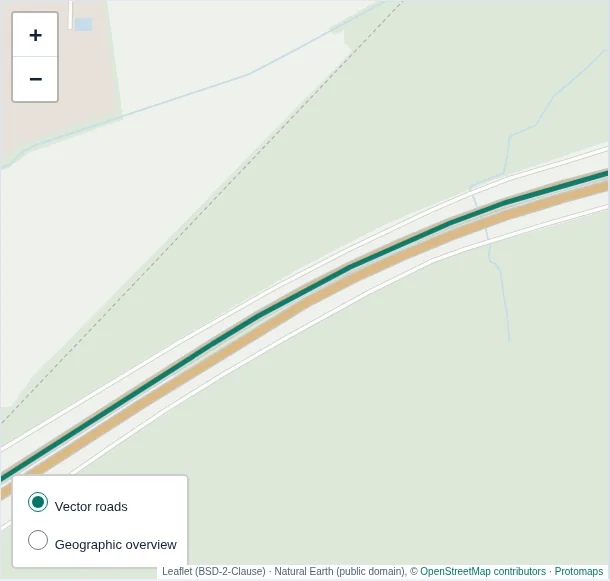 +
−
Vector roads
Geographic overview
Leaflet (BSD-2-Clause) · Natural Earth (public domain), © OpenStreetMap contributors · Protomaps